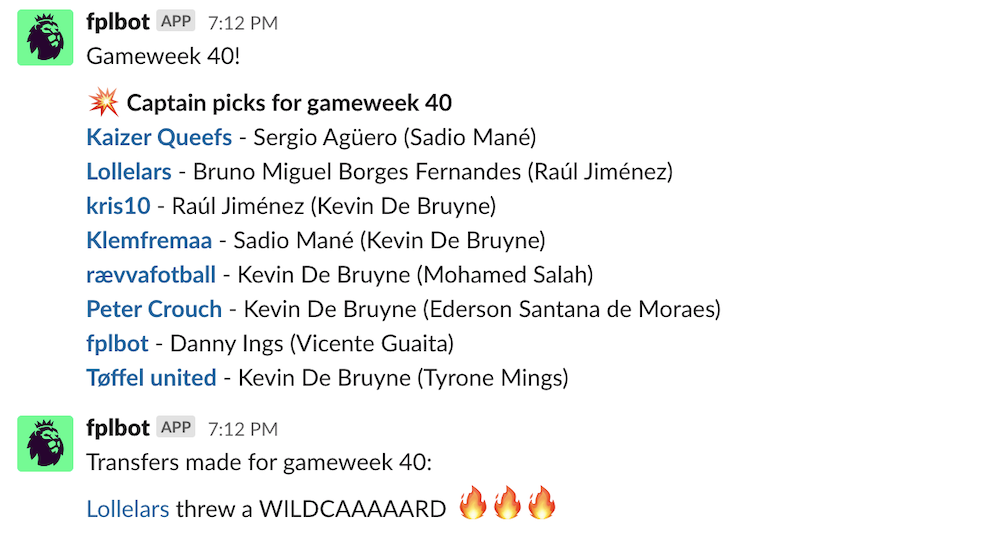 fplbot APP 7:12 PM
Gameweek 40!
💥 Captain picks for gameweek 40
Kaizer Queefs - Sergio Agüero (Sadio Mané)
Lollelars - Bruno Miguel Borges Fernandes (Raúl Jiménez)
kris10 - Raúl Jiménez (Kevin De Bruyne)
Klemfremaa - Sadio Mané (Kevin De Bruyne)
rævvafotball - Kevin De Bruyne (Mohamed Salah)
Peter Crouch - Kevin De Bruyne (Ederson Santana de Moraes)
fplbot - Danny Ings (Vicente Guaita)
Tøffel united - Kevin De Bruyne (Tyrone Mings)
fplbot APP 7:12 PM
Transfers made for gameweek 40:
Lollelars threw a WILDCAAAAARD 🔥🔥🔥